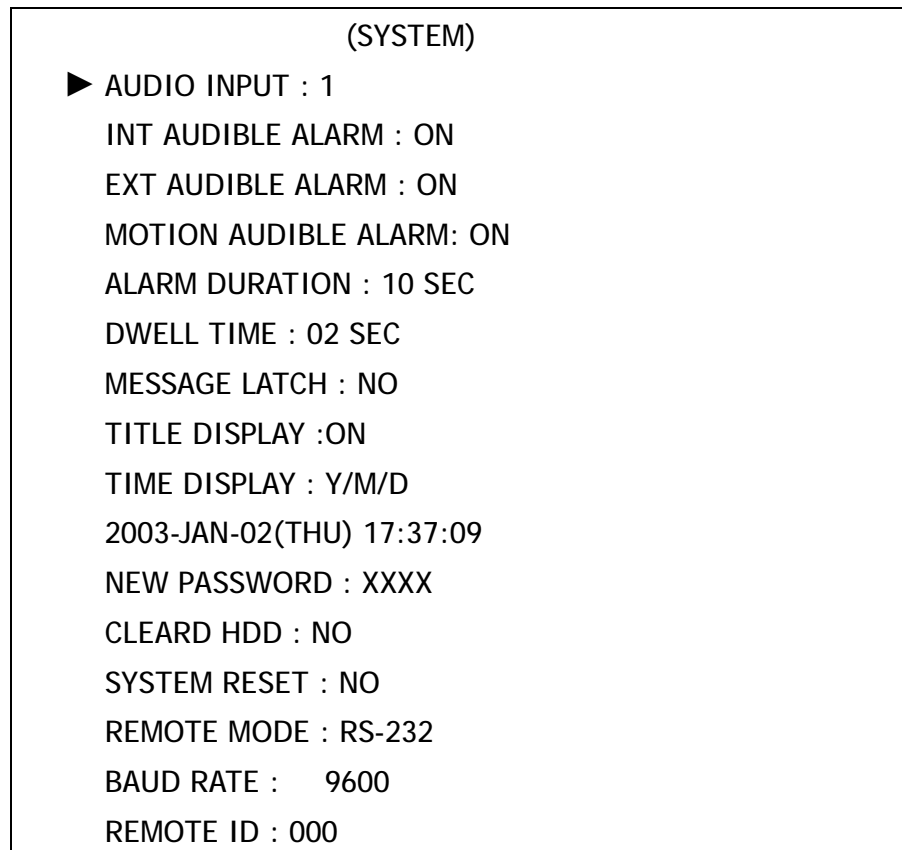 (SYSTEM)
► AUDIO INPUT : 1
INT AUDIBLE ALARM : ON
EXT AUDIBLE ALARM : ON
MOTION AUDIBLE ALARM: ON
ALARM DURATION : 10 SEC
DWELL TIME : 02 SEC
MESSAGE LATCH : NO
TITLE DISPLAY :ON
TIME DISPLAY : Y/M/D
2003-JAN-02(THU) 17:37:09
NEW PASSWORD : XXXX
CLEARD HDD : NO
SYSTEM RESET : NO
REMOTE MODE : RS-232
BAUD RATE :    9600
REMOTE ID : 000